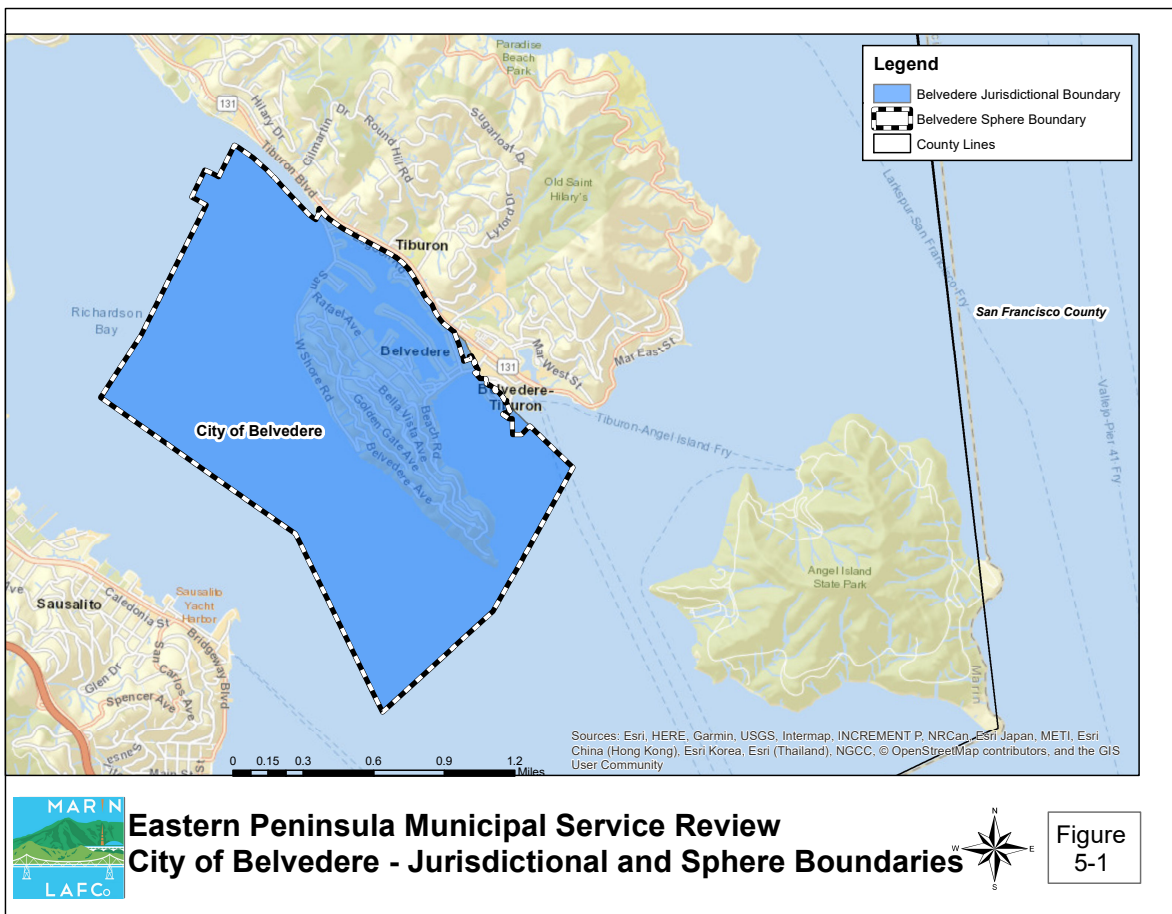 Paradise
Beach
Park
Legend
Belvedere Jurisdictional Boundary
Belvedere Sphere Boundary
County Lines
131
Hilary Dr
Gilmartin
Dr
Round Hill Rd
Sugarloaf Dr
Tiburon Blvd
Old Saint
Hilary's
Lyford Dr
Tiburon
Larkspur-San Francisco Fry
San Francisco County
Richardson
Bay
San
Rafael Ave
Belvedere
W Shore Rd
131
Mar West St
Mar East St
Belvedere-
Tiburon
Bella Vista Ave
Beach Rd
Golden Gate Ave
Belvedere Ave
City of Belvedere
Tiburon-Angel Island Fry
Vallejo-Pier 41 Fry
Angel Island
State Park
Marin
Ave
Sausalito
Caledonia St
Sausalito
Yacht
Harbor
Bridgeway Blvd
San
Carlos Ave
Glen Dr
Spencer Ave
Main St
Sources: Esri, HERE, Garmin, USGS, Intermap, INCREMENT P, NRCan, Esri Japan, METI, Esri
China (Hong Kong), Esri Korea, Esri (Thailand), NGCC, © OpenStreetMap contributors, and the GIS
User Community
0 0.15 0.3 0.6 0.9 1.2
Miles
MARIN
LAFCo
Eastern Peninsula Municipal Service Review
City of Belvedere - Jurisdictional and Sphere Boundaries
N
W E
S
Figure
5-1